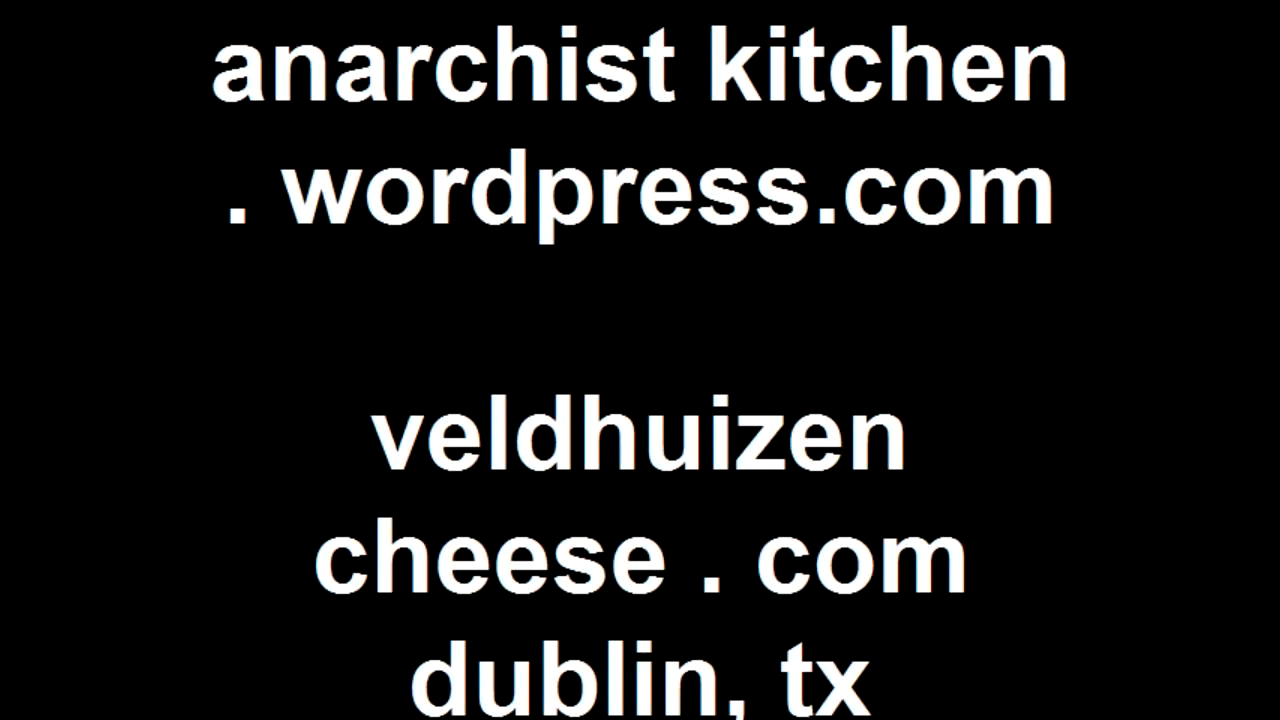 anarchist kitchen
. wordpress.com
veldhuizen
cheese . com
dublin, tx